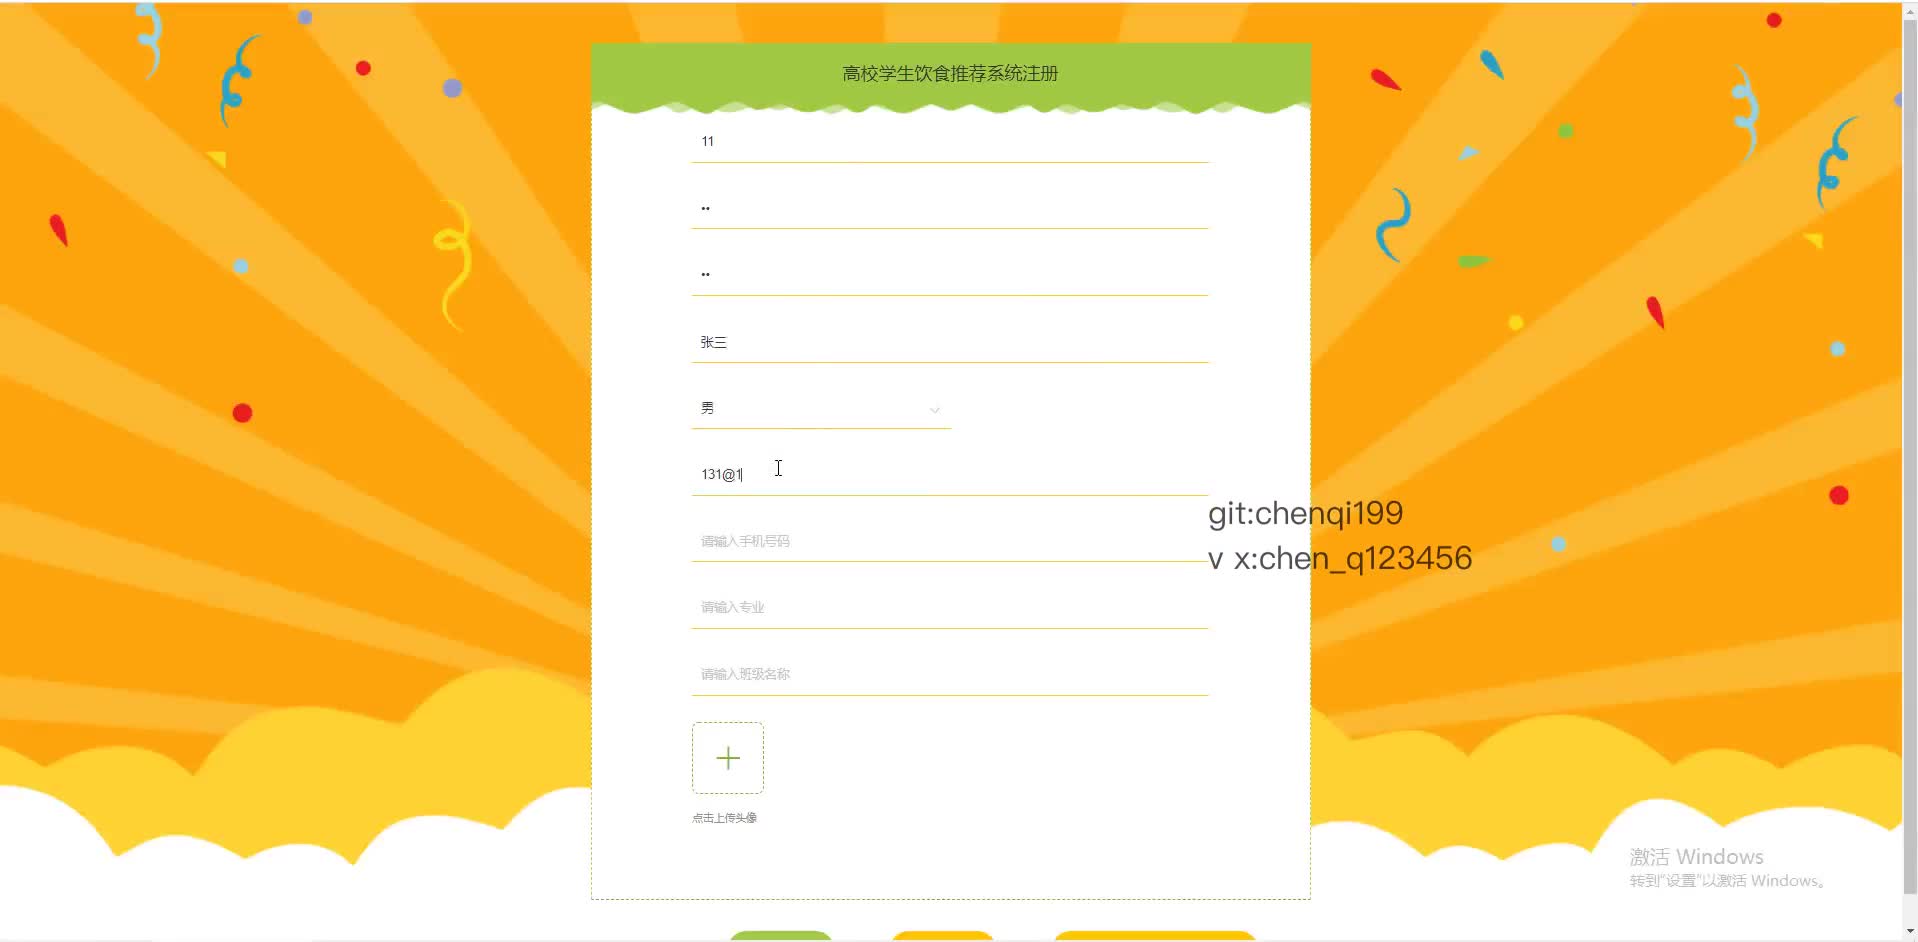 高校学生饮食推荐系统注册
11
••
••
张三
男
131@1
请输入手机号码
请输入专业
请输入班级名称
点击上传头像
git:chenqi199
v x:chen_q123456
激活 Windows
转到“设置”以激活 Windows。